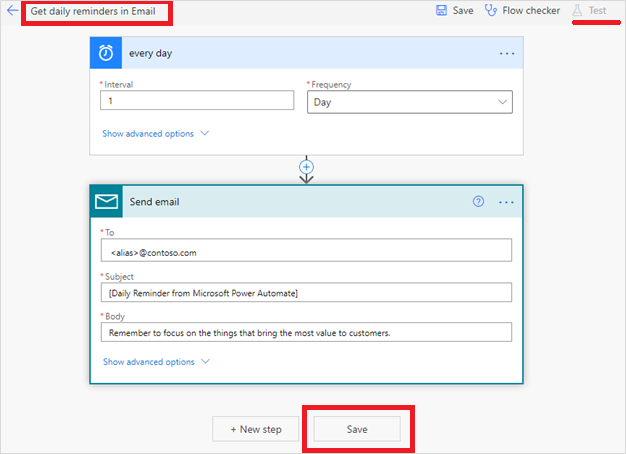 Get daily reminders in Email Save Flow checker Test
every day
* Interval * Frequency
1 Day
Show advanced options
Send email
* To
<alias>@contoso.com
* Subject
[Daily Reminder from Microsoft Power Automate]
* Body
Remember to focus on the things that bring the most value to customers.
Show advanced options
+ New step Save